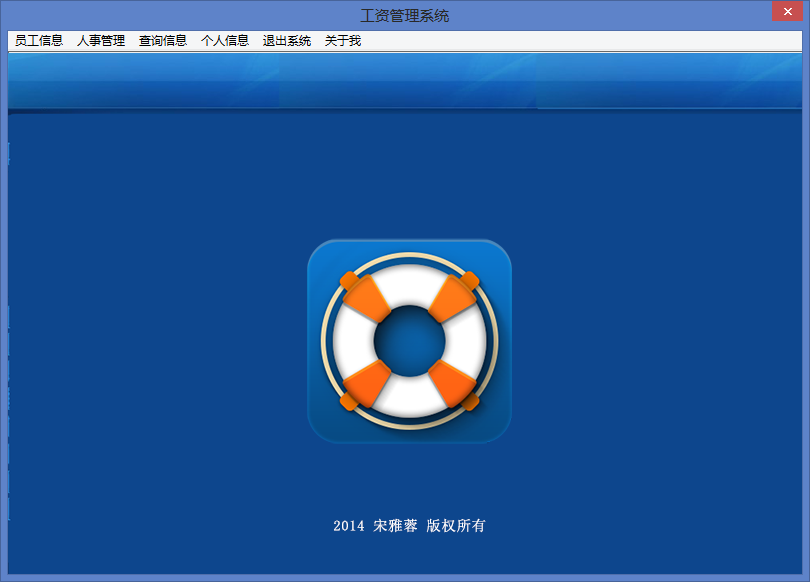 工资管理系统
员工信息 人事管理 查询信息 个人信息 退出系统 关于我
2014 宋雅蓉 版权所有